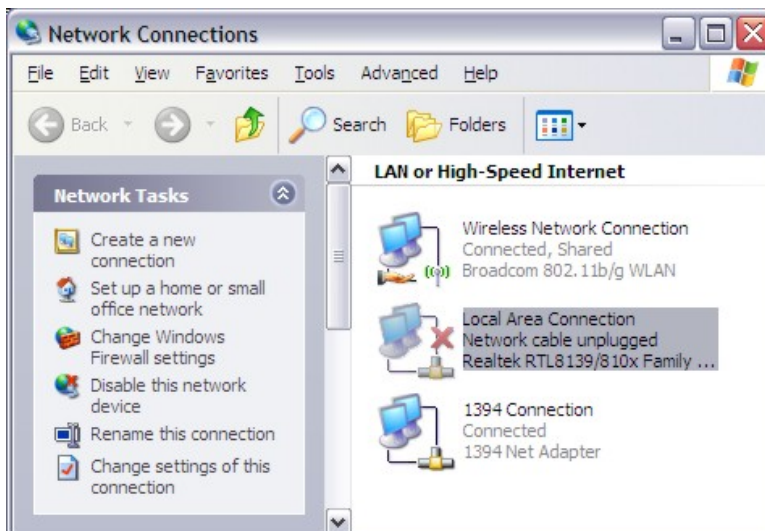 Network Connections
File Edit View Favorites Tools Advanced Help
Back Search Folders
Network Tasks
Create a new
connection
Set up a home or small
office network
Change Windows
Firewall settings
Disable this network
device
Rename this connection
Change settings of this
connection
LAN or High-Speed Internet
Wireless Network Connection
Connected, Shared
Broadcom 802.11b/g WLAN
Local Area Connection
Network cable unplugged
Realtek RTL8139/810x Family ...
1394 Connection
Connected
1394 Net Adapter